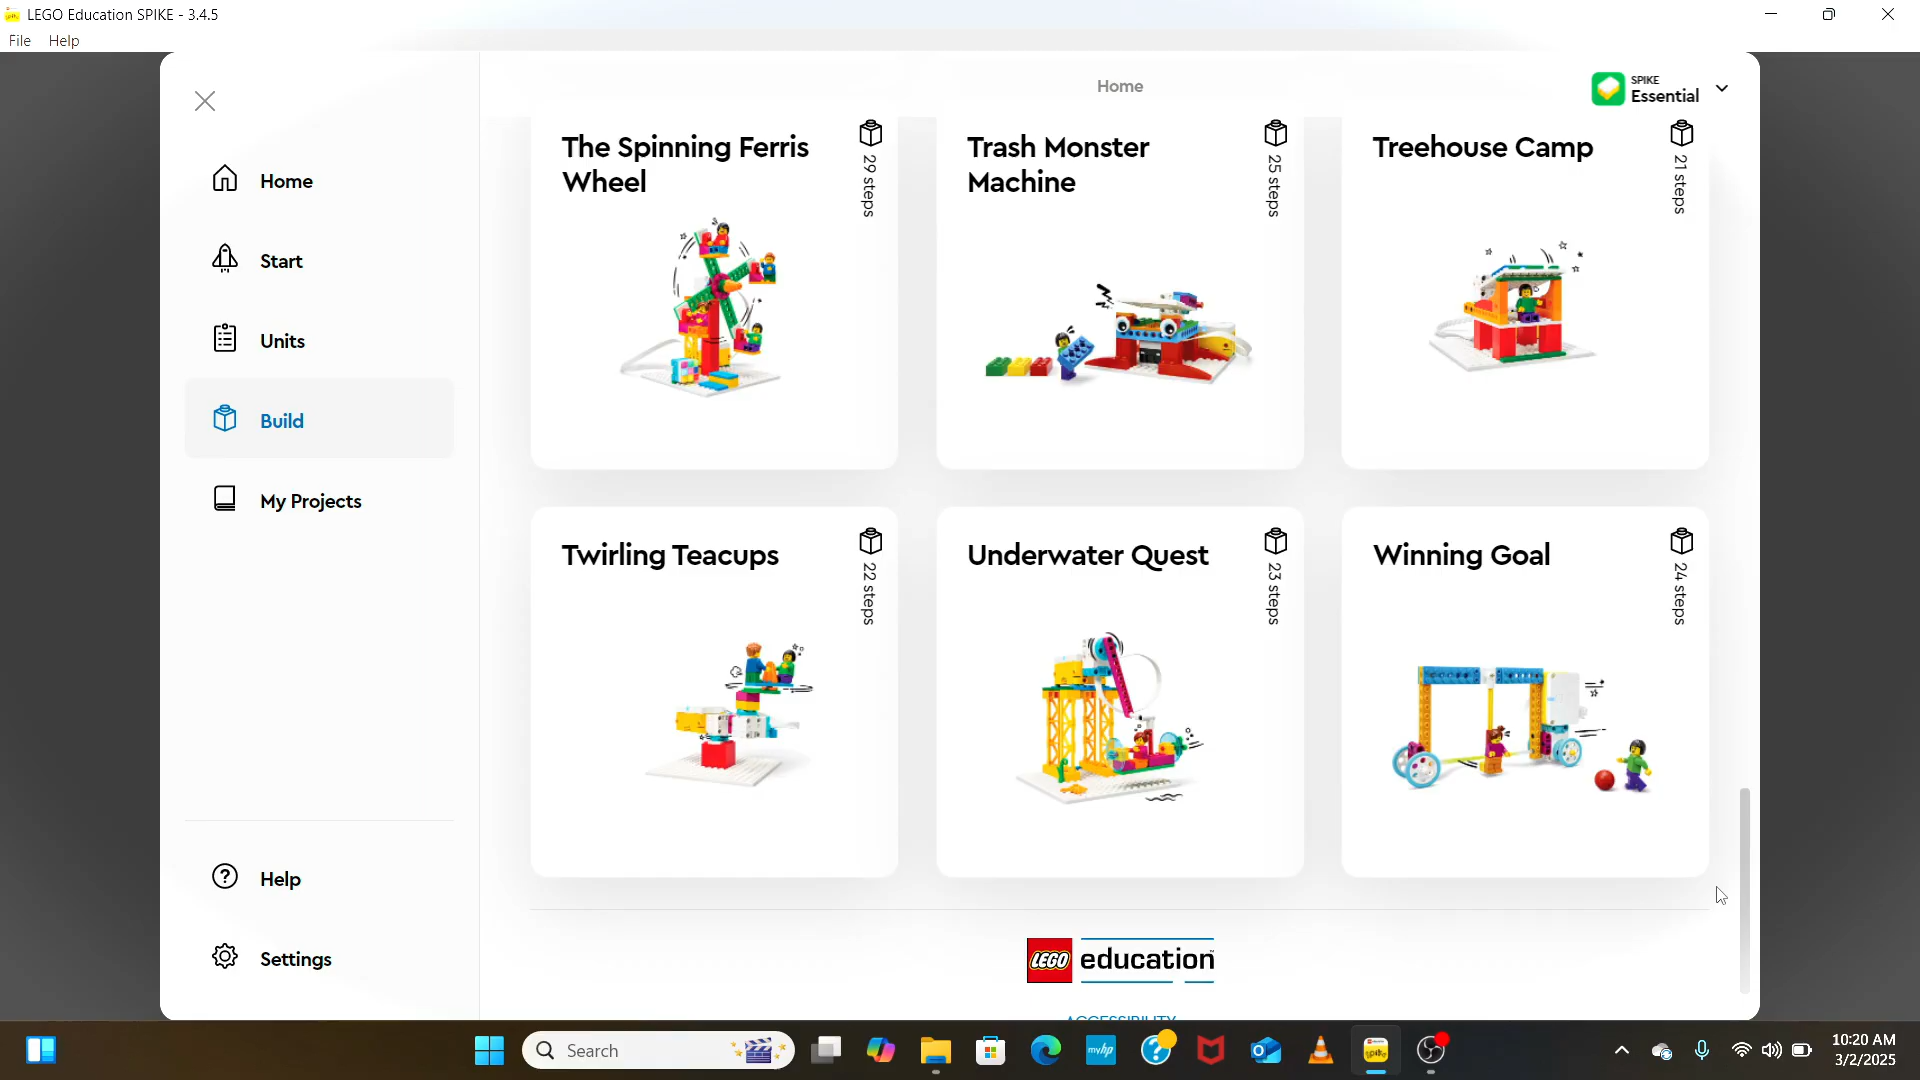 LEGO Education SPIKE - 3.4.5
File Help
Home
SPIKE
Essential
Home
Start
Units
Build
My Projects
Help
Settings
The Spinning Ferris
Wheel
29 steps
Trash Monster
Machine
25 steps
Treehouse Camp
21 steps
Twirling Teacups
22 steps
Underwater Quest
23 steps
Winning Goal
24 steps
LEGO education
ACCESSIBILITY
Search
myhp
10:20 AM
3/2/2025